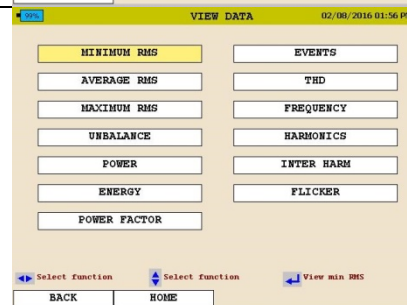 99% VIEW DATA 02/08/2016 01:56 PM
MINIMUM RMS EVENTS
AVERAGE RMS THD
MAXIMUM RMS FREQUENCY
UNBALANCE HARMONICS
POWER INTER HARM
ENERGY FLICKER
POWER FACTOR
Select function Select function View min RMS
BACK HOME